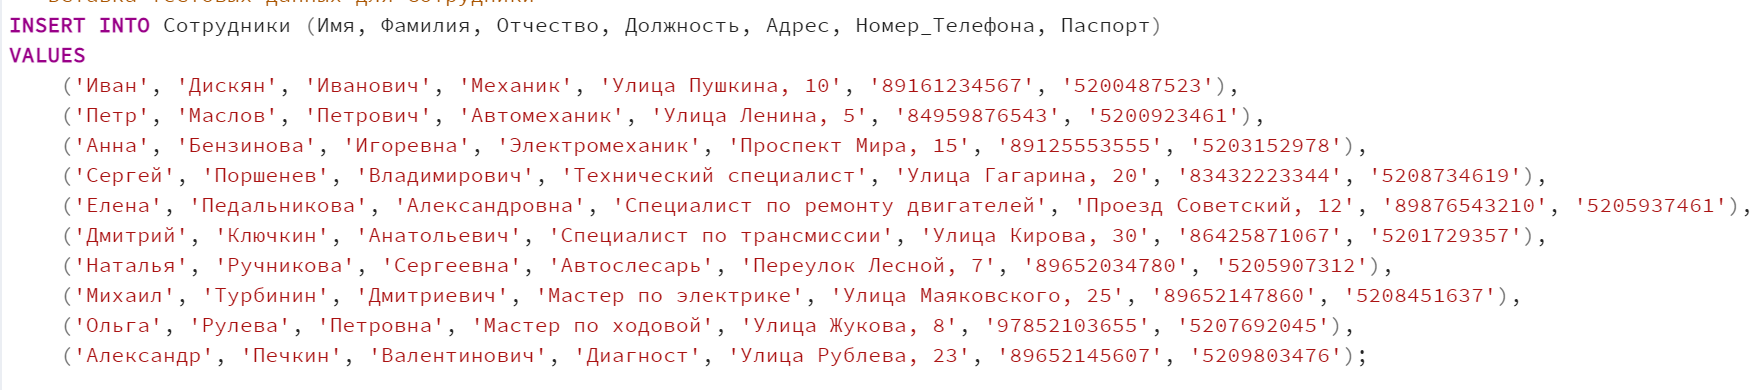 Вставка тестовых данных для Сотрудники
INSERT INTO Сотрудники (Имя, Фамилия, Отчество, Должность, Адрес, Номер_Телефона, Паспорт)
VALUES
('Иван', 'Дискян', 'Иванович', 'Механик', 'Улица Пушкина, 10', '89161234567', '5200487523'),
('Петр', 'Маслов', 'Петрович', 'Автомеханик', 'Улица Ленина, 5', '84959876543', '5200923461'),
('Анна', 'Бензинова', 'Игоревна', 'Электромеханик', 'Проспект Мира, 15', '89125553555', '5203152978'),
('Сергей', 'Поршенев', 'Владимирович', 'Технический специалист', 'Улица Гагарина, 20', '83432223344', '5208734619'),
('Елена', 'Педальникова', 'Александровна', 'Специалист по ремонту двигателей', 'Проезд Советский, 12', '89876543210', '5205937461'),
('Дмитрий', 'Ключкин', 'Анатольевич', 'Специалист по трансмиссии', 'Улица Кирова, 30', '86425871067', '5201729357'),
('Наталья', 'Ручникова', 'Сергеевна', 'Автослесарь', 'Переулок Лесной, 7', '89652034780', '5205907312'),
('Михаил', 'Турбинин', 'Дмитриевич', 'Мастер по электрике', 'Улица Маяковского, 25', '89652147860', '5208451637'),
('Ольга', 'Рулева', 'Петровна', 'Мастер по ходовой', 'Улица Жукова, 8', '97852103655', '5207692045'),
('Александр', 'Печкин', 'Валентинович', 'Диагност', 'Улица Рублева, 23', '89652145607', '5209803476');